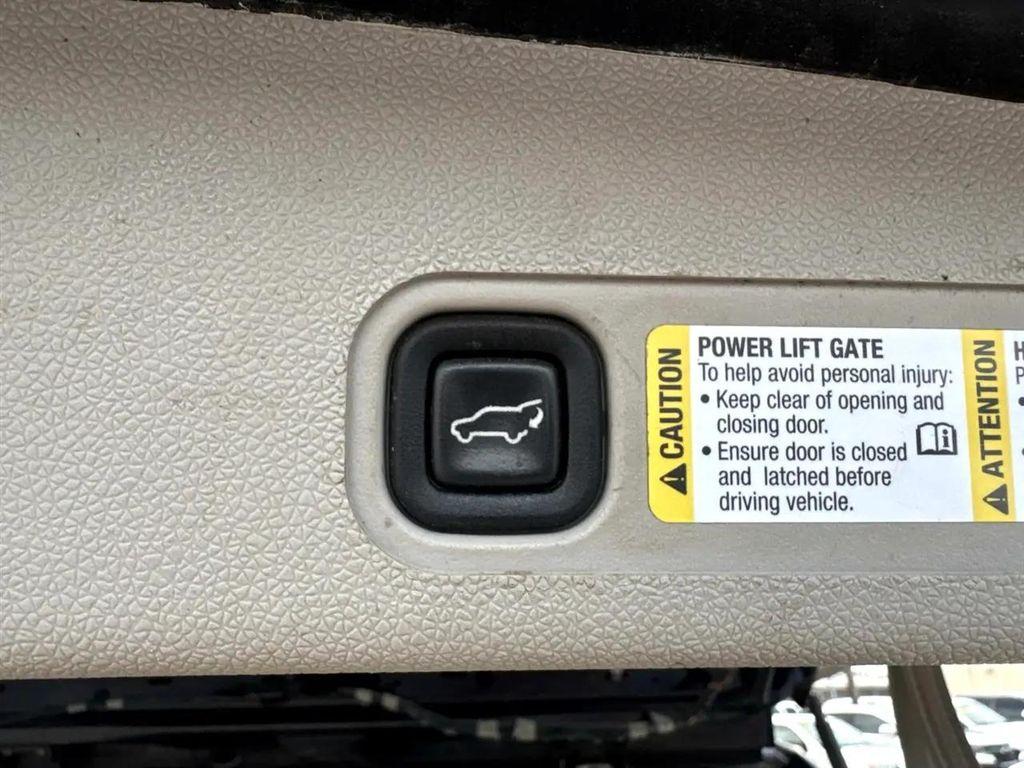 CAUTION
POWER LIFT GATE
To help avoid personal injury:
• Keep clear of opening and
closing door.
• Ensure door is closed
and latched before
driving vehicle.
ATTENTION